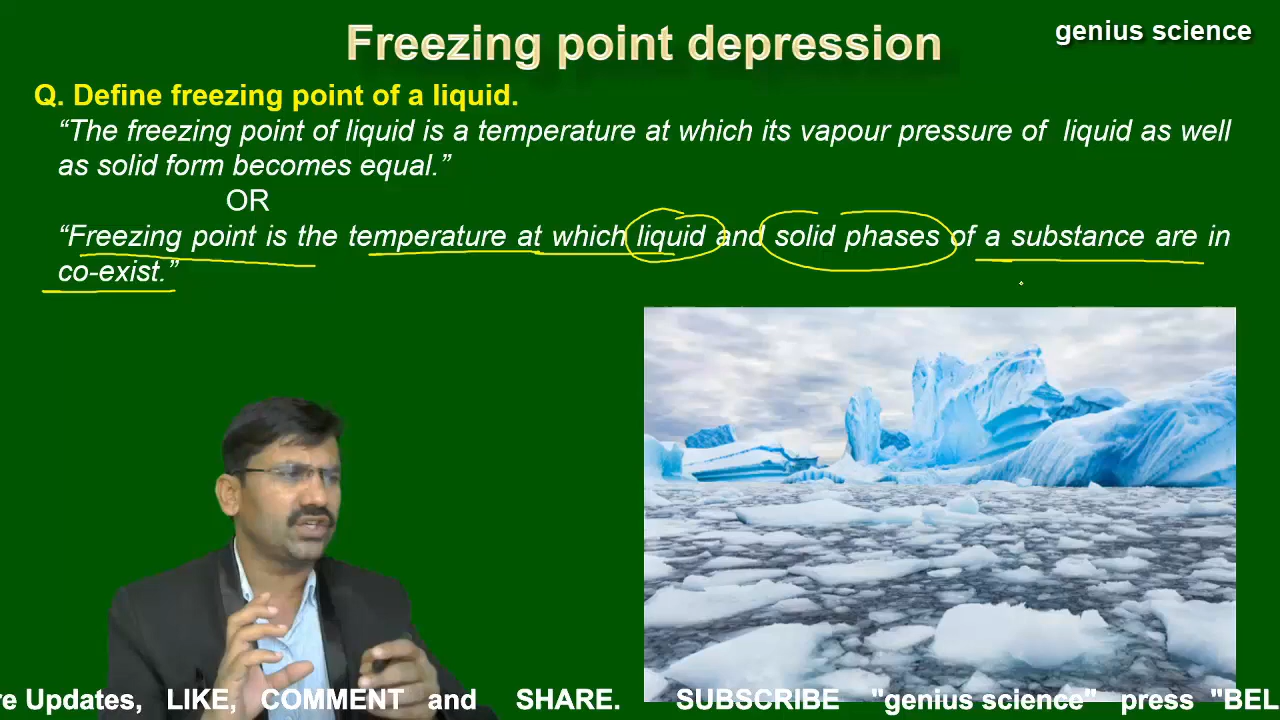 Freezing point depression
genius science
Q. Define freezing point of a liquid.
“The freezing point of liquid is a temperature at which its vapour pressure of liquid as well
as solid form becomes equal.”
OR
“Freezing point is the temperature at which liquid and solid phases of a substance are in
co-exist.”
re Updates, LIKE, COMMENT and SHARE. SUBSCRIBE "genius science" press "BEL